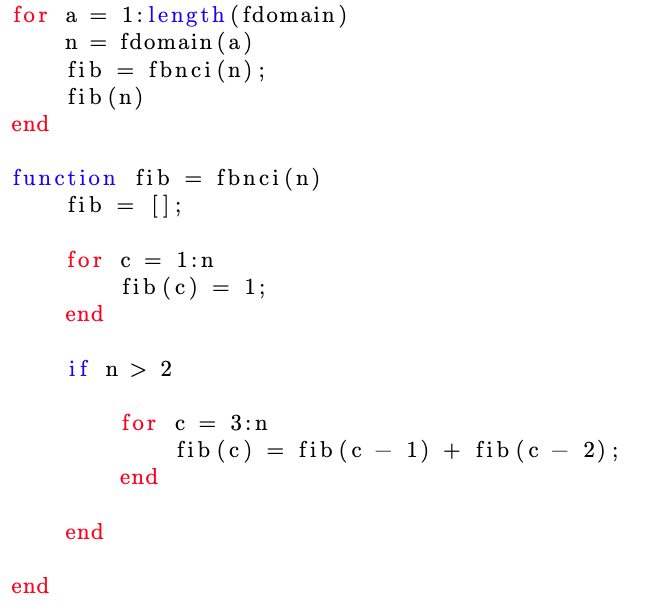 for a = 1:length(fdomain)
    n = fdomain(a)
    fib = fbnci(n);
    fib(n)
end
function fib = fbnci(n)
    fib = [];
    for c = 1:n
        fib(c) = 1;
    end
    if n > 2
        for c = 3:n
            fib(c) = fib(c − 1) + fib(c − 2);
        end
    end
end